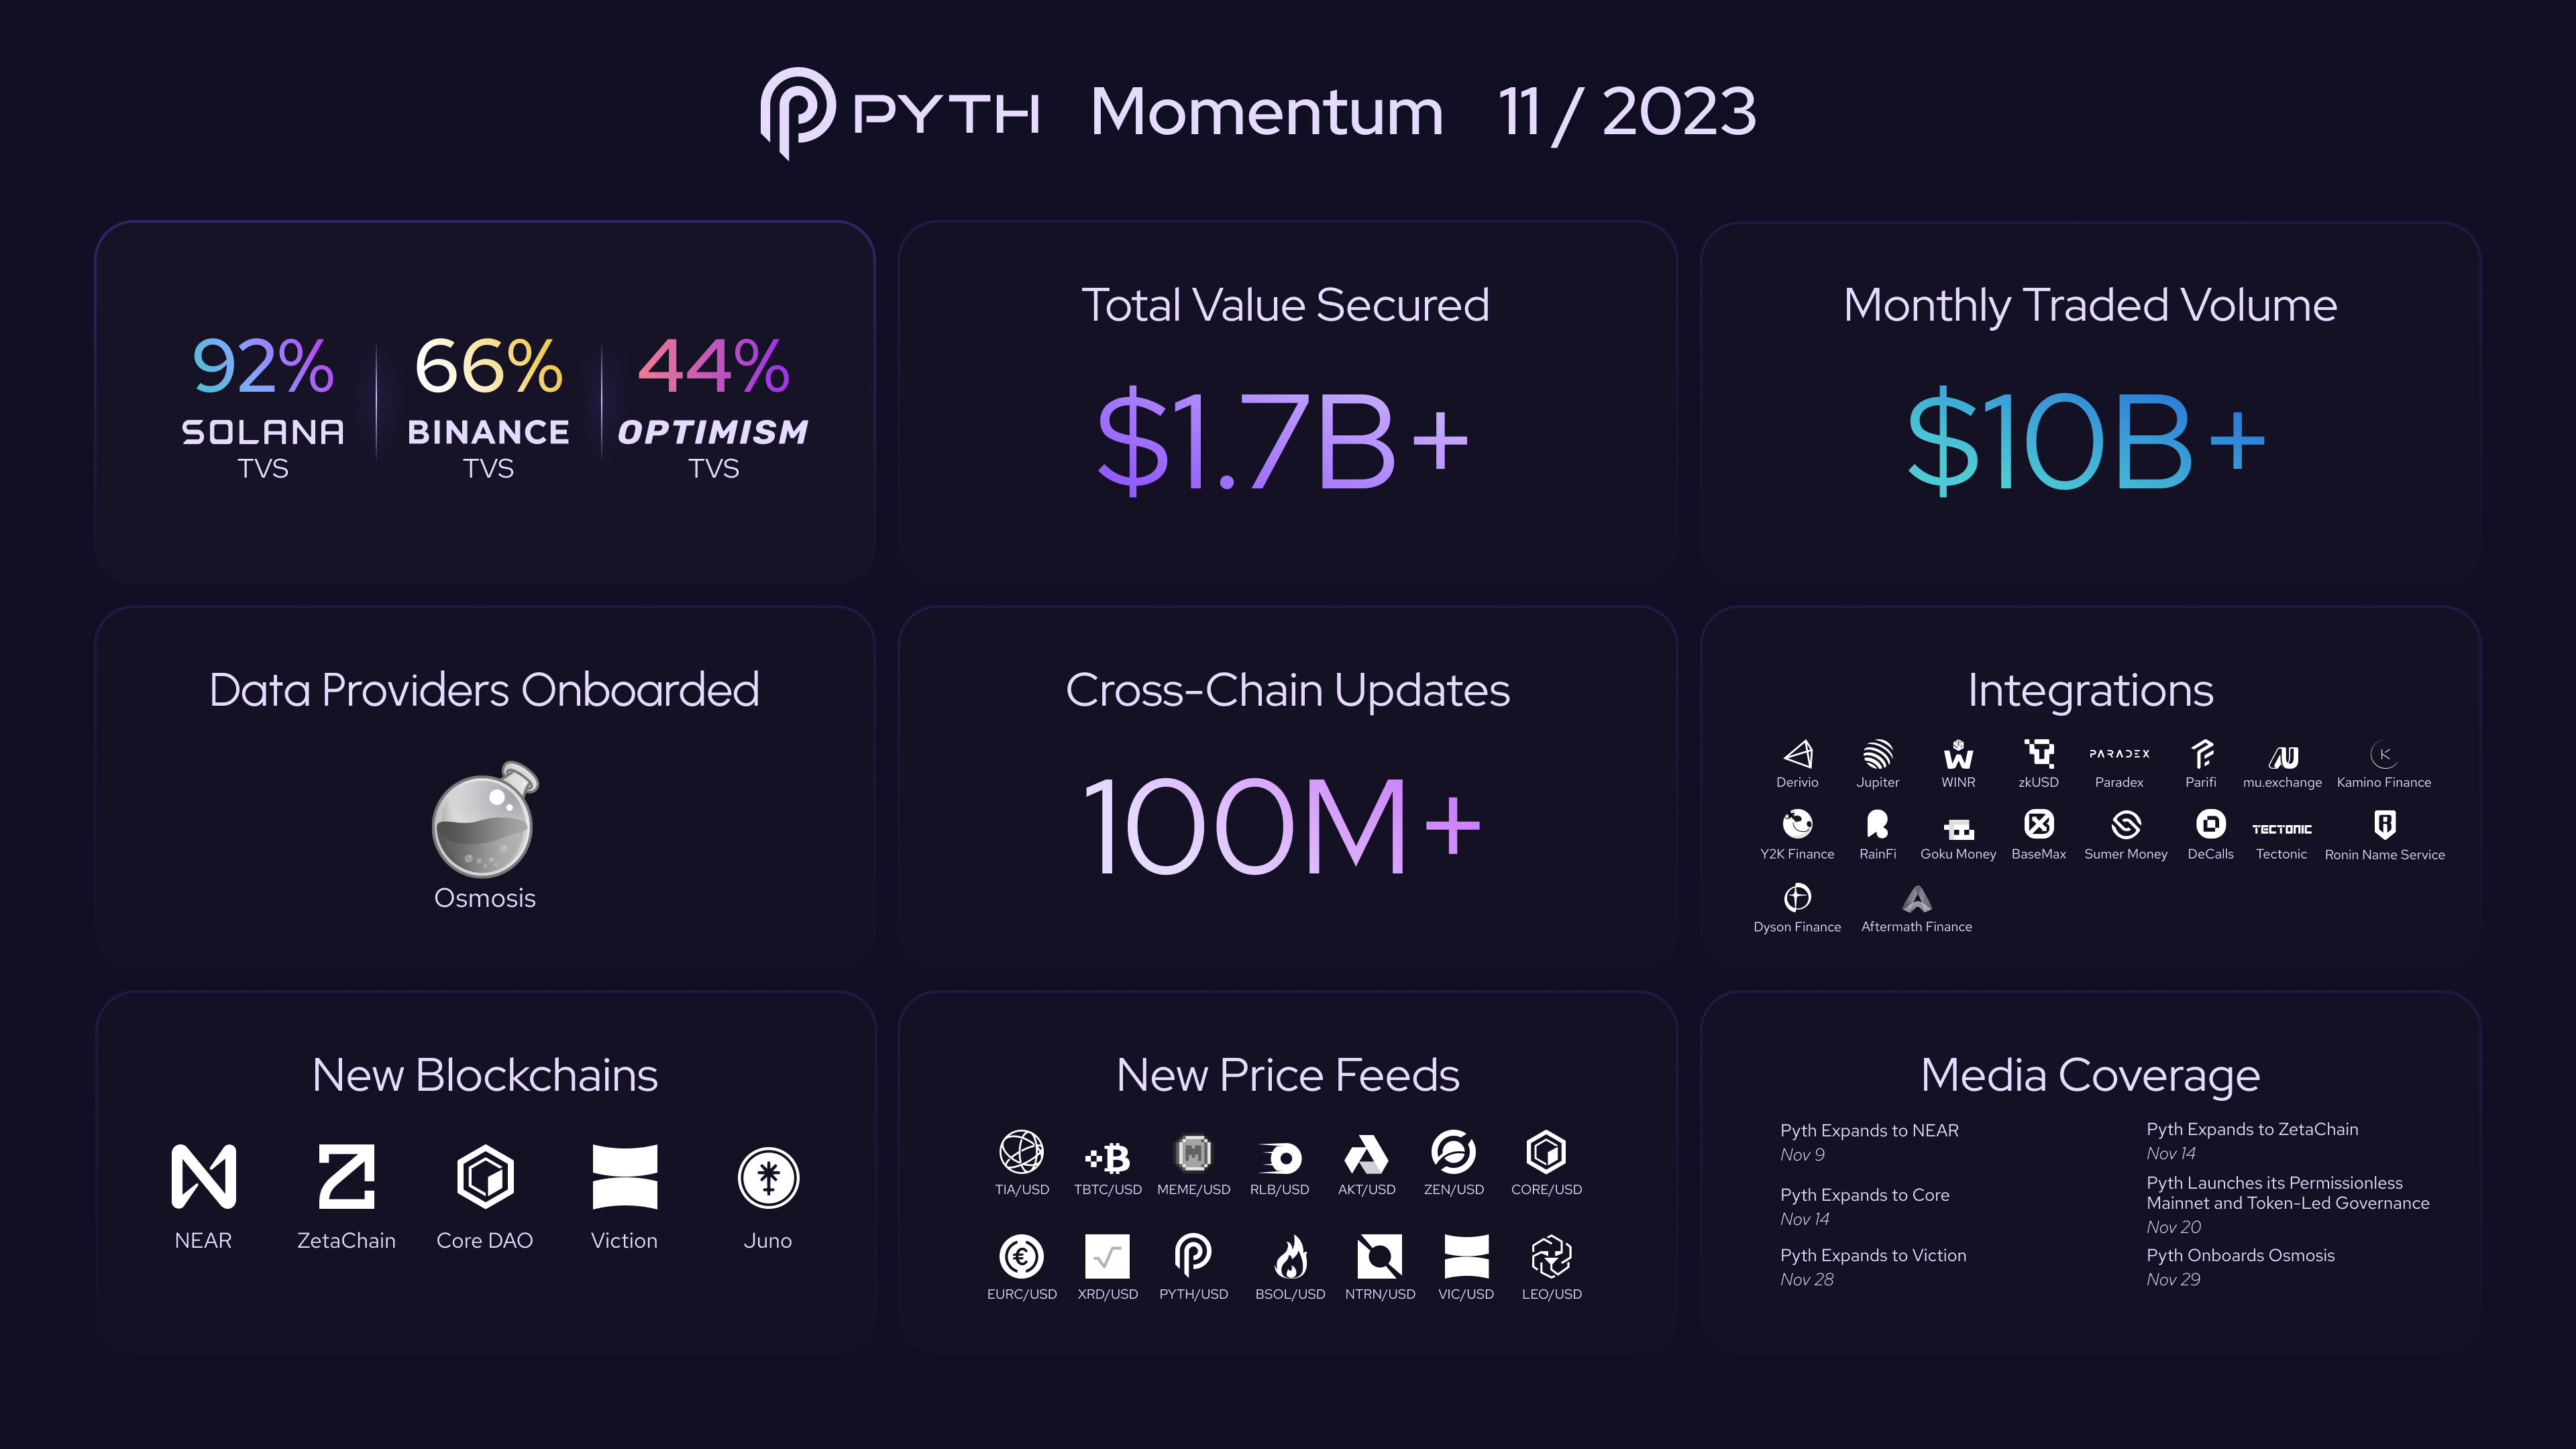 PYTH Momentum 11 / 2023
92% 66% 44%
SOLANA BINANCE OPTIMISM
TVS TVS TVS
Total Value Secured
$1.7B+
Monthly Traded Volume
$10B+
Data Providers Onboarded
Osmosis
Cross-Chain Updates
100M+
Integrations
PARADEX
Derivio Jupiter WINR zkUSD Paradex Parifi mu.exchange Kamino Finance
TECTONIC
Y2K Finance RainFi Goku Money BaseMax Sumer Money DeCalls Tectonic Ronin Name Service
Dyson Finance Aftermath Finance
New Blockchains
NEAR ZetaChain Core DAO Viction Juno
New Price Feeds
TIA/USD TBTC/USD MEME/USD RLB/USD AKT/USD ZEN/USD CORE/USD
EURC/USD XRD/USD PYTH/USD BSOL/USD NTRN/USD VIC/USD LEO/USD
Media Coverage
Pyth Expands to NEAR
Nov 9
Pyth Expands to Core
Nov 14
Pyth Expands to Viction
Nov 28
Pyth Expands to ZetaChain
Nov 14
Pyth Launches its Permissionless
Mainnet and Token-Led Governance
Nov 20
Pyth Onboards Osmosis
Nov 29